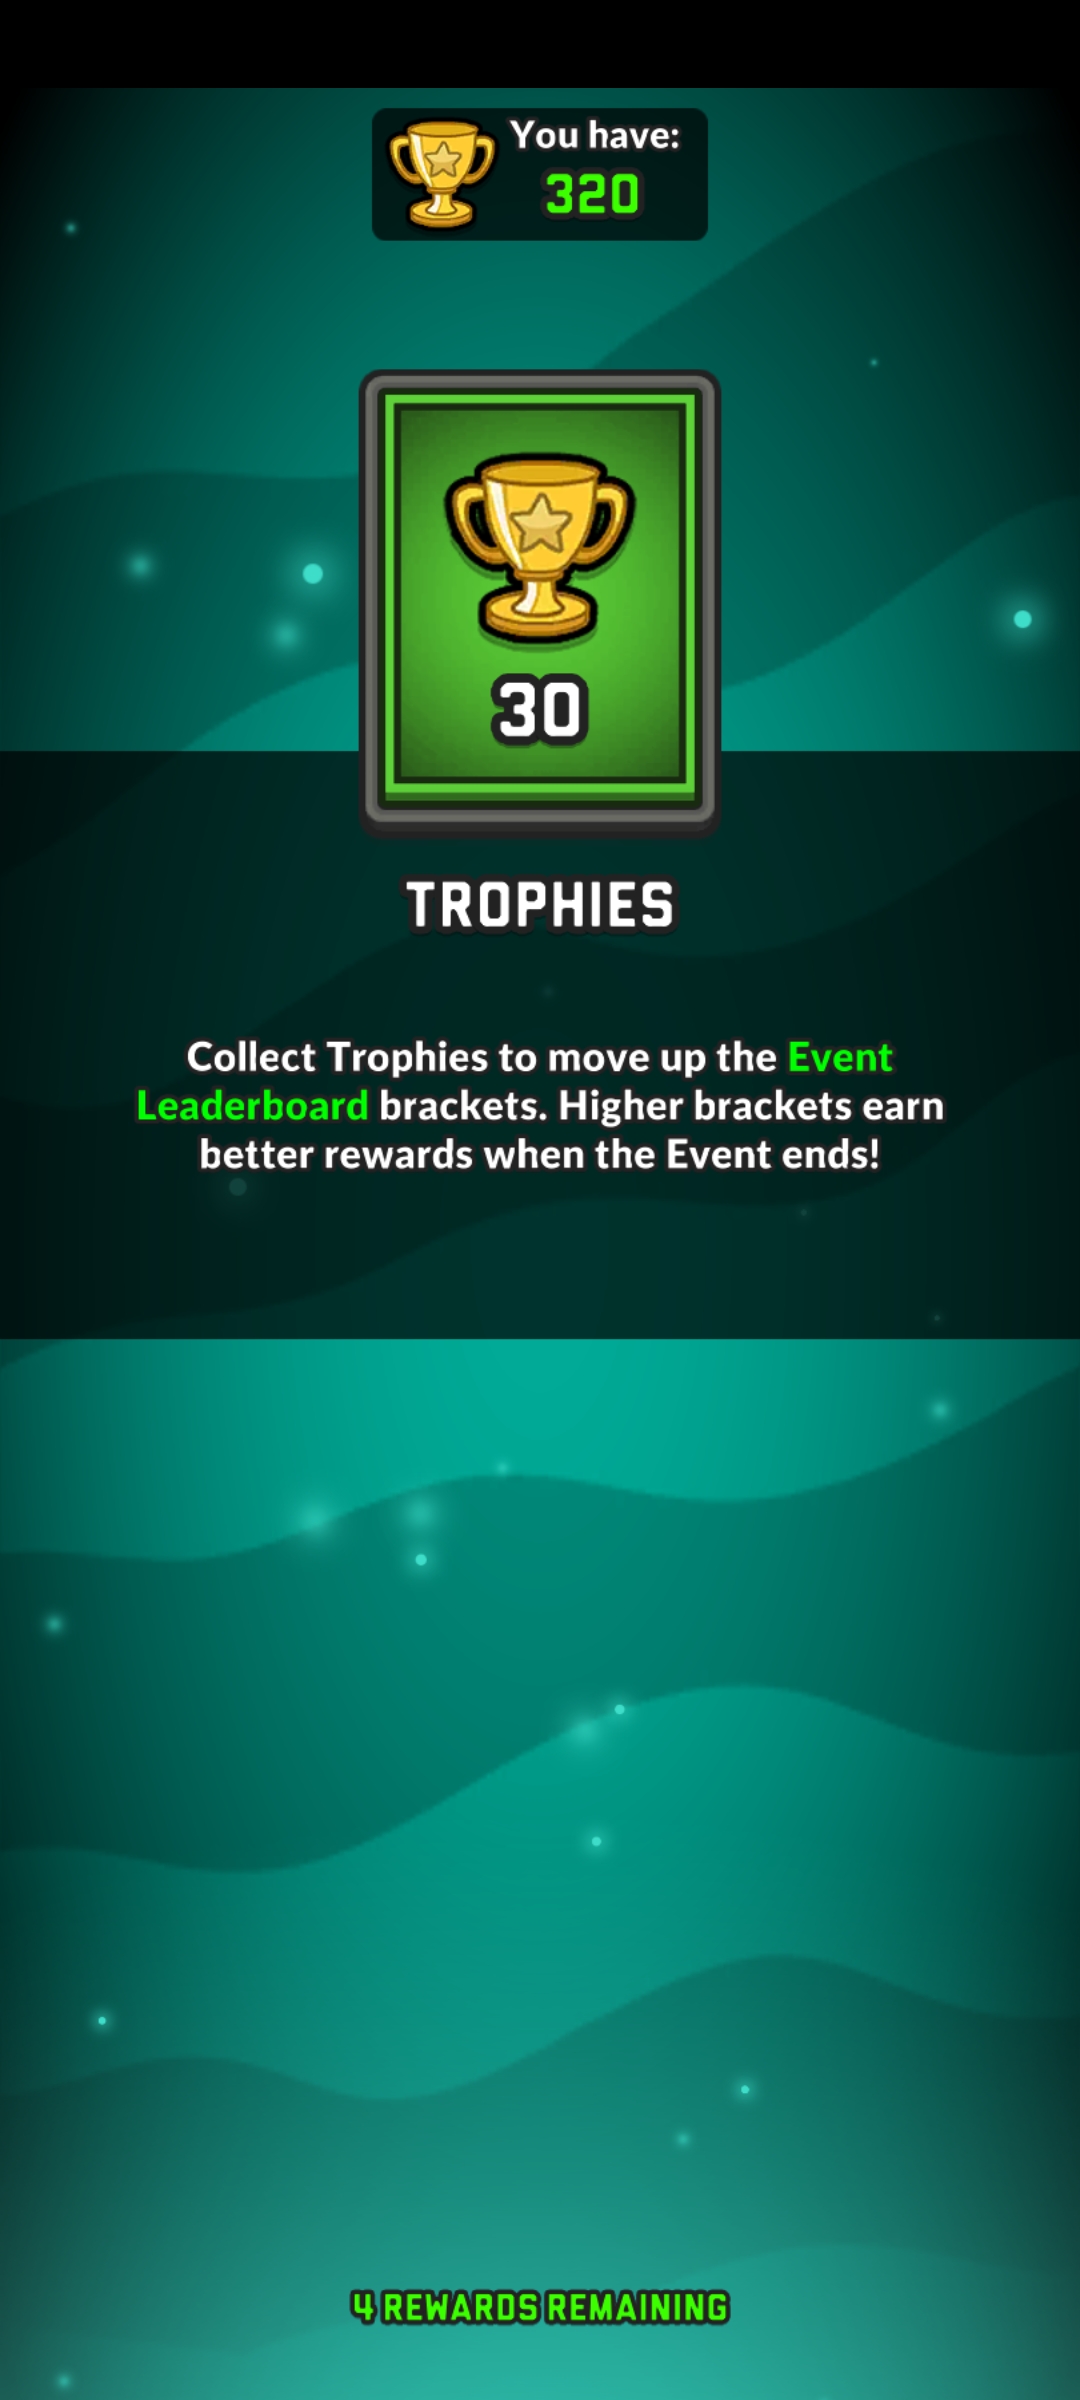 You have:
320
30
TROPHIES
Collect Trophies to move up the Event
Leaderboard brackets. Higher brackets earn
better rewards when the Event ends!
4 REWARDS REMAINING